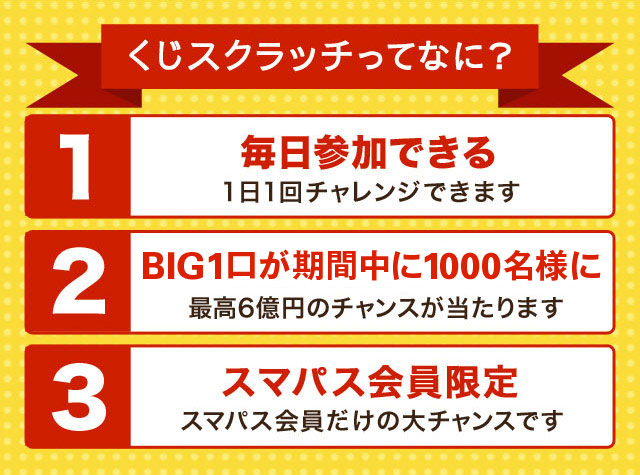 くじスクラッチってなに？
1
毎日参加できる
1日1回チャレンジできます
2
BIG1口が期間中に1000名様に
最高6億円のチャンスが当たります
3
スマパス会員限定
スマパス会員だけの大チャンスです